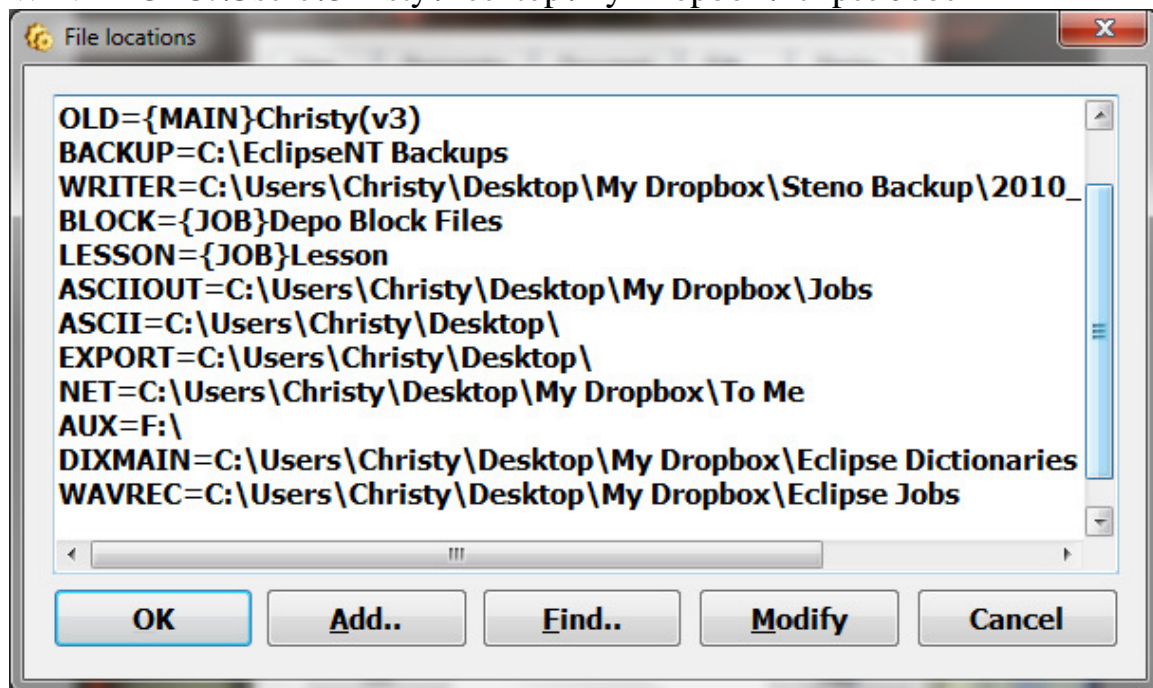 File locations
OLD={MAIN}Christy(v3)
BACKUP=C:\EclipseNT Backups
WRITER=C:\Users\Christy\Desktop\My Dropbox\Steno Backup\2010_
BLOCK={JOB}Depo Block Files
LESSON={JOB}Lesson
ASCIIOUT=C:\Users\Christy\Desktop\My Dropbox\Jobs
ASCII=C:\Users\Christy\Desktop\
EXPORT=C:\Users\Christy\Desktop\
NET=C:\Users\Christy\Desktop\My Dropbox\To Me
AUX=F:\
DIXMAIN=C:\Users\Christy\Desktop\My Dropbox\Eclipse Dictionaries
WAVREC=C:\Users\Christy\Desktop\My Dropbox\Eclipse Jobs
OK Add.. Find.. Modify Cancel